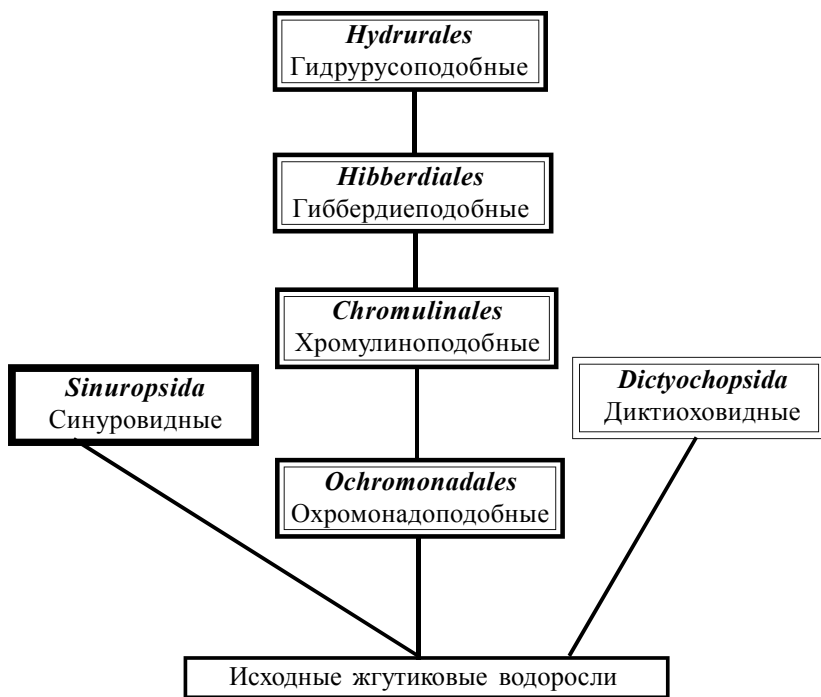 Hydrurales
Гидрурусоподобные
Hibberdiales
Гиббердиеподобные
Chromulinales
Хромулиноподобные
Sinuropsida
Синуровидные
Dictyochopsida
Диктиоховидные
Ochromonadales
Охромонадоподобные
Исходные жгутиковые водоросли